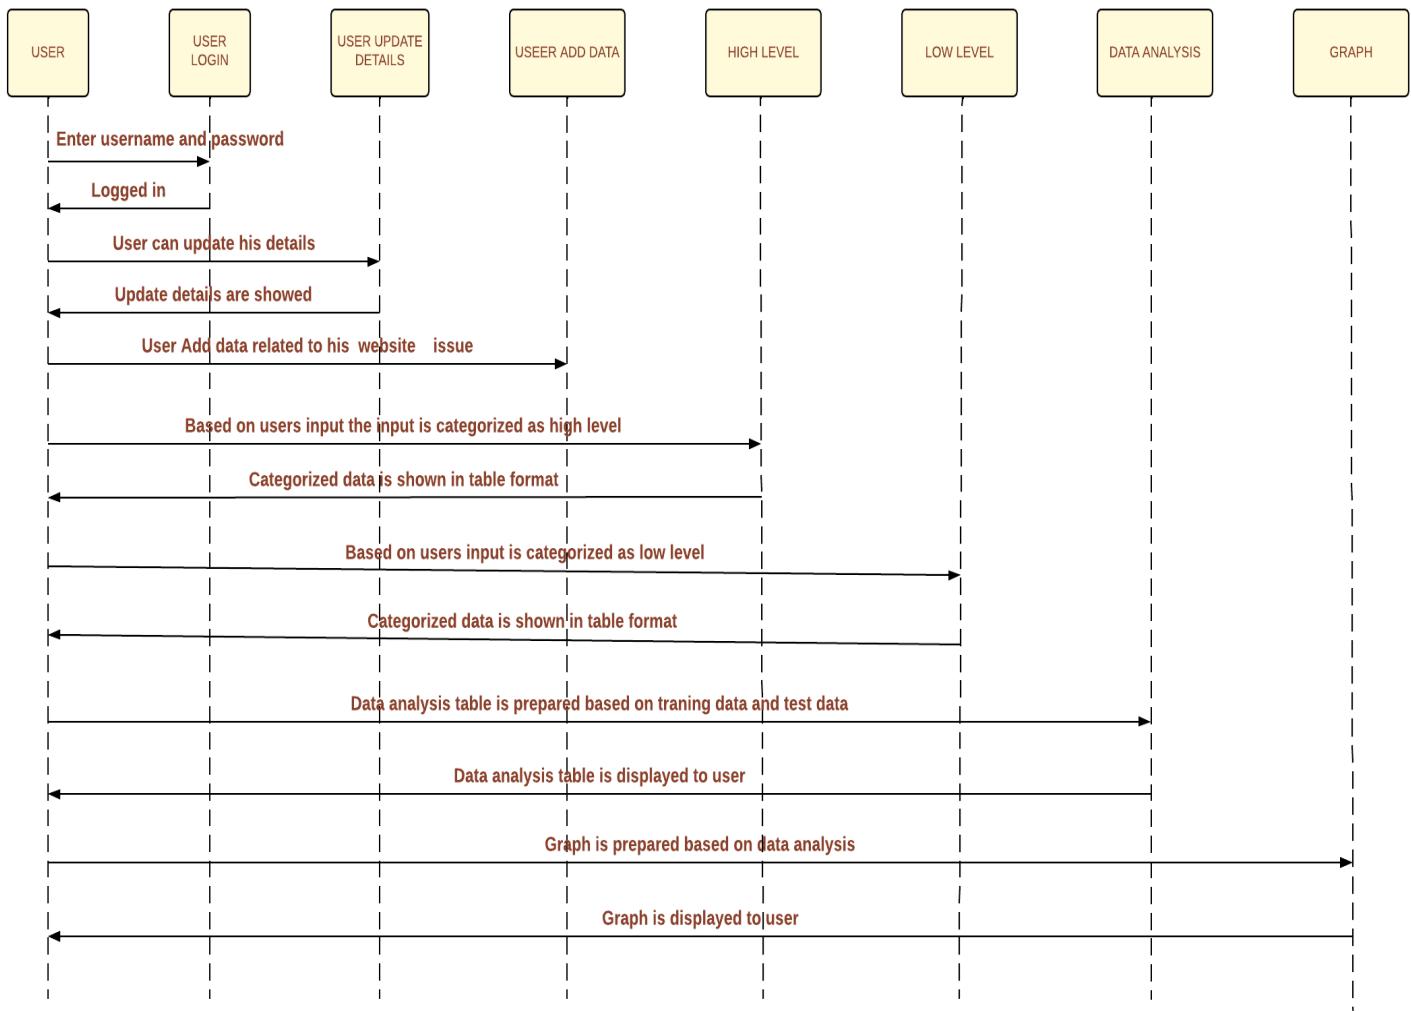 USER
USER
LOGIN
USER UPDATE
DETAILS
USEER ADD DATA
HIGH LEVEL
LOW LEVEL
DATA ANALYSIS
GRAPH
Enter username and password
Logged in
User can update his details
Update details are showed
User Add data related to his website issue
Based on users input the input is categorized as high level
Categorized data is shown in table format
Based on users input is categorized as low level
Categorized data is shown in table format
Data analysis table is prepared based on traning data and test data
Data analysis table is displayed to user
Graph is prepared based on data analysis
Graph is displayed to user